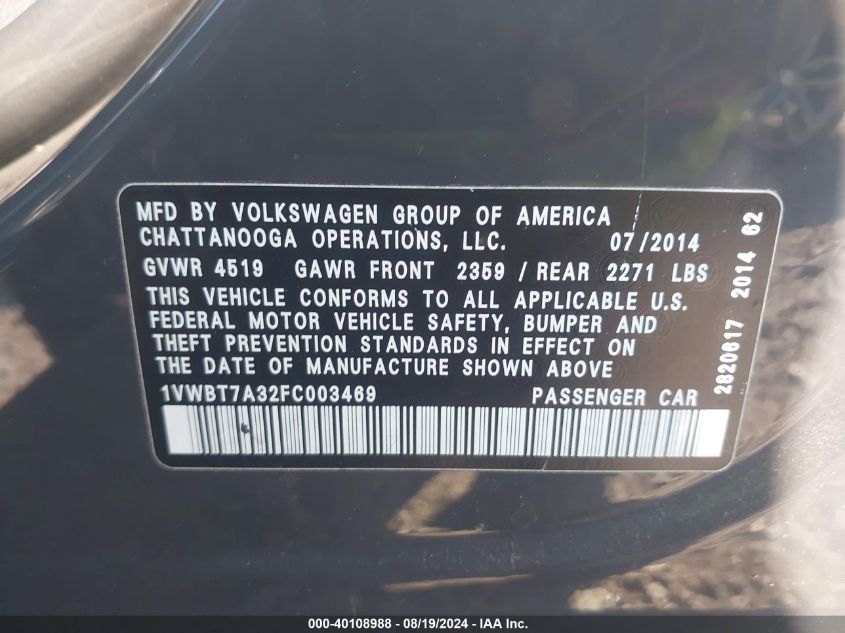 MFD BY VOLKSWAGEN GROUP OF AMERICA
CHATTANOOGA OPERATIONS, LLC. 07/2014
GVWR 4519 GAWR FRONT 2359 / REAR 2271 LBS
THIS VEHICLE CONFORMS TO ALL APPLICABLE U.S.
FEDERAL MOTOR VEHICLE SAFETY, BUMPER AND
THEFT PREVENTION STANDARDS IN EFFECT ON
THE DATE OF MANUFACTURE SHOWN ABOVE
1VWBT7A32FC003469 PASSENGER CAR
2820617 2014 62
000-40108988 - 08/19/2024 - IAA Inc.